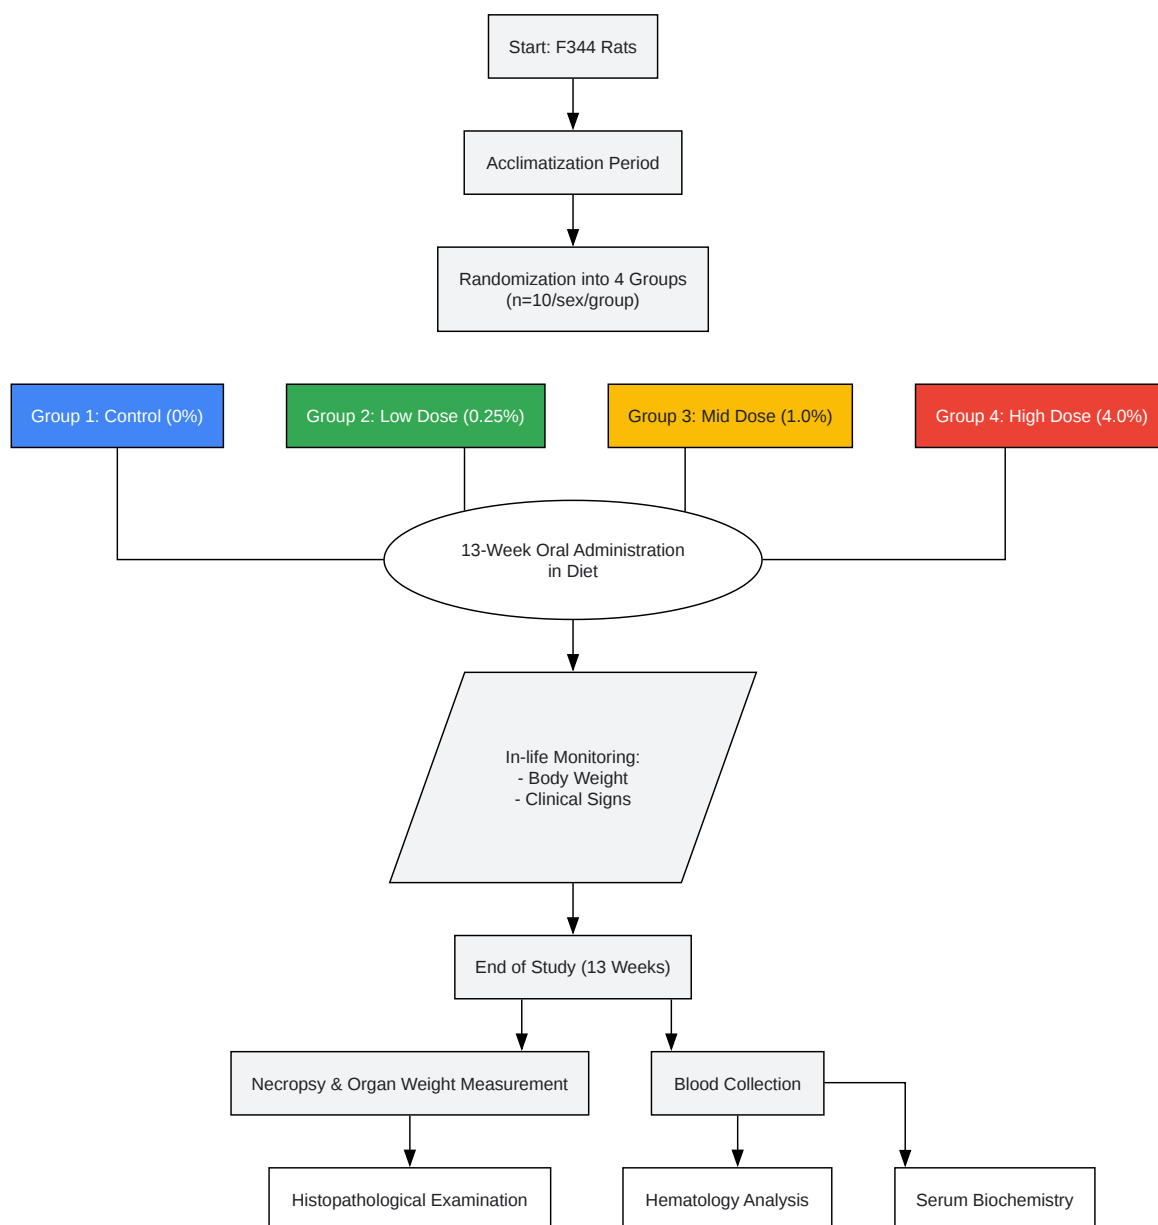 Start: F344 Rats
Acclimatization Period
Randomization into 4 Groups
(n=10/sex/group)
Group 1: Control (0%)
Group 2: Low Dose (0.25%)
Group 3: Mid Dose (1.0%)
Group 4: High Dose (4.0%)
13-Week Oral Administration
in Diet
In-life Monitoring:
- Body Weight
- Clinical Signs
End of Study (13 Weeks)
Necropsy & Organ Weight Measurement
Blood Collection
Histopathological Examination
Hematology Analysis
Serum Biochemistry